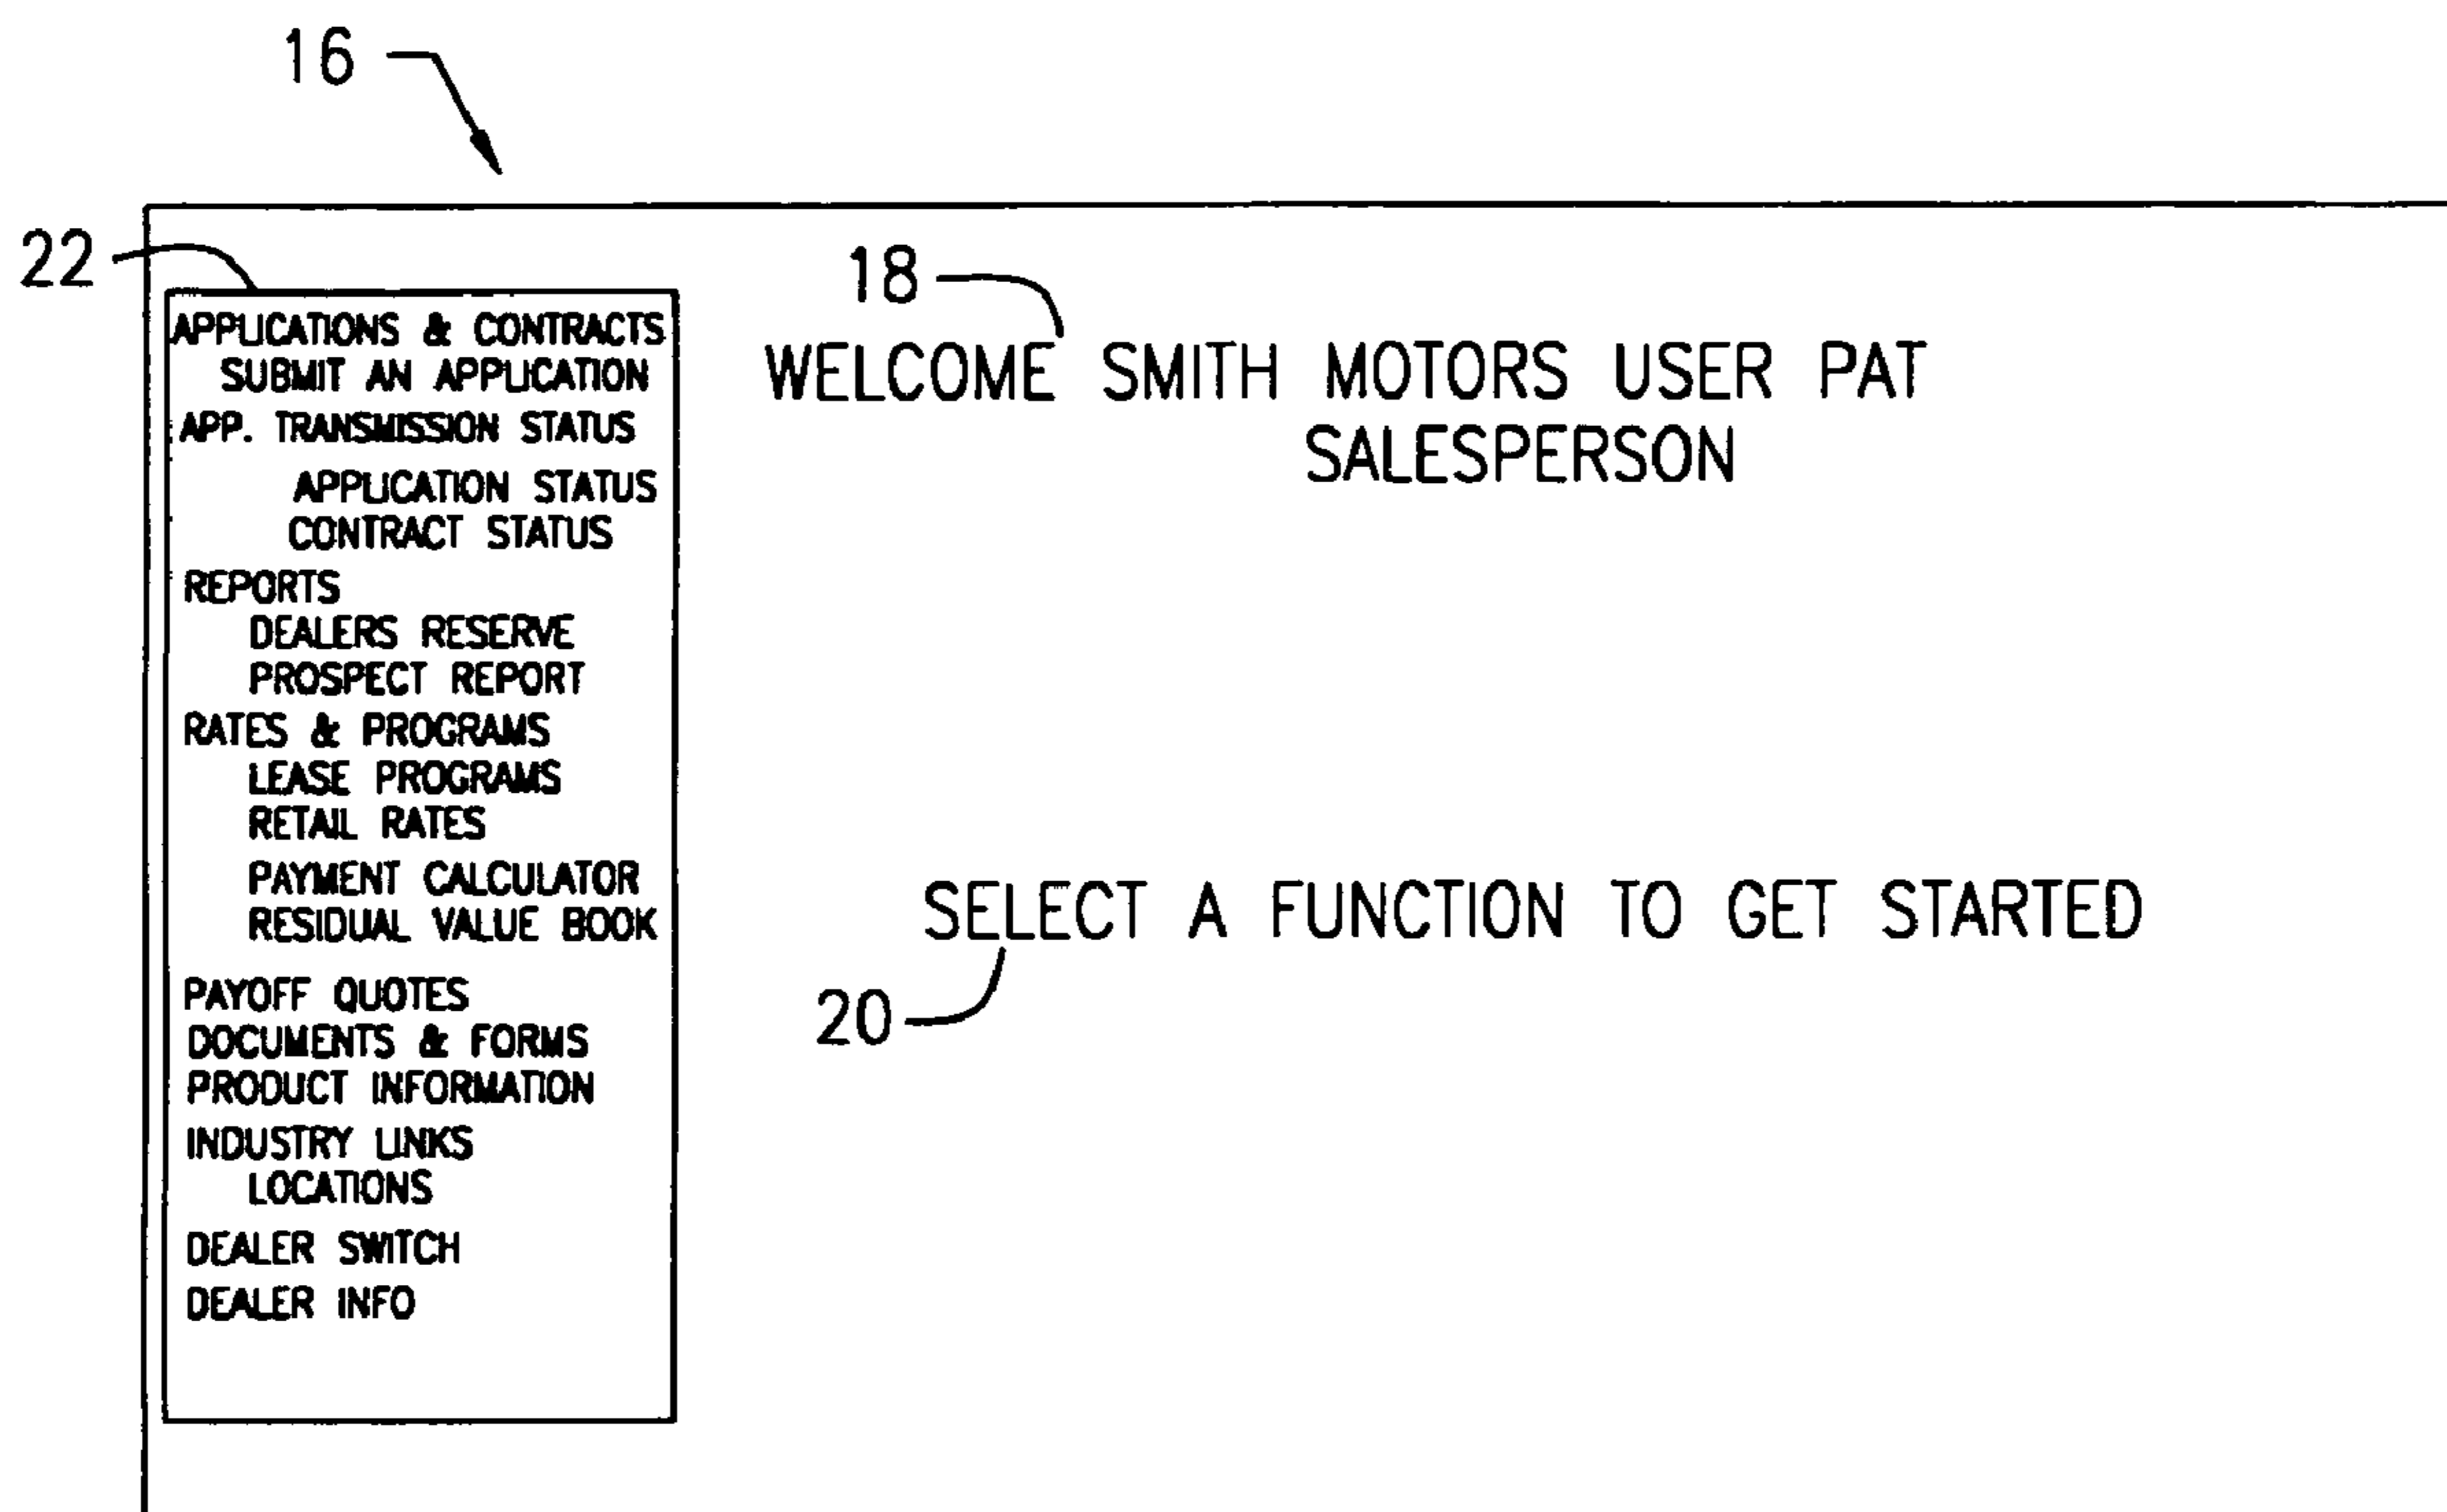 16
22
APPLICATIONS & CONTRACTS
SUBMIT AN APPLICATION
APP. TRANSMISSION STATUS
APPLICATION STATUS
CONTRACT STATUS
REPORTS
DEALERS RESERVE
PROSPECT REPORT
RATES & PROGRAMS
LEASE PROGRAMS
RETAIL RATES
PAYMENT CALCULATOR
RESIDUAL VALUE BOOK
PAYOFF QUOTES
DOCUMENTS & FORMS
PRODUCT INFORMATION
INDUSTRY LINKS
LOCATIONS
DEALER SWITCH
DEALER INFO
18
WELCOME SMITH MOTORS USER PAT
SALESPERSON
SELECT A FUNCTION TO GET STARTED
20